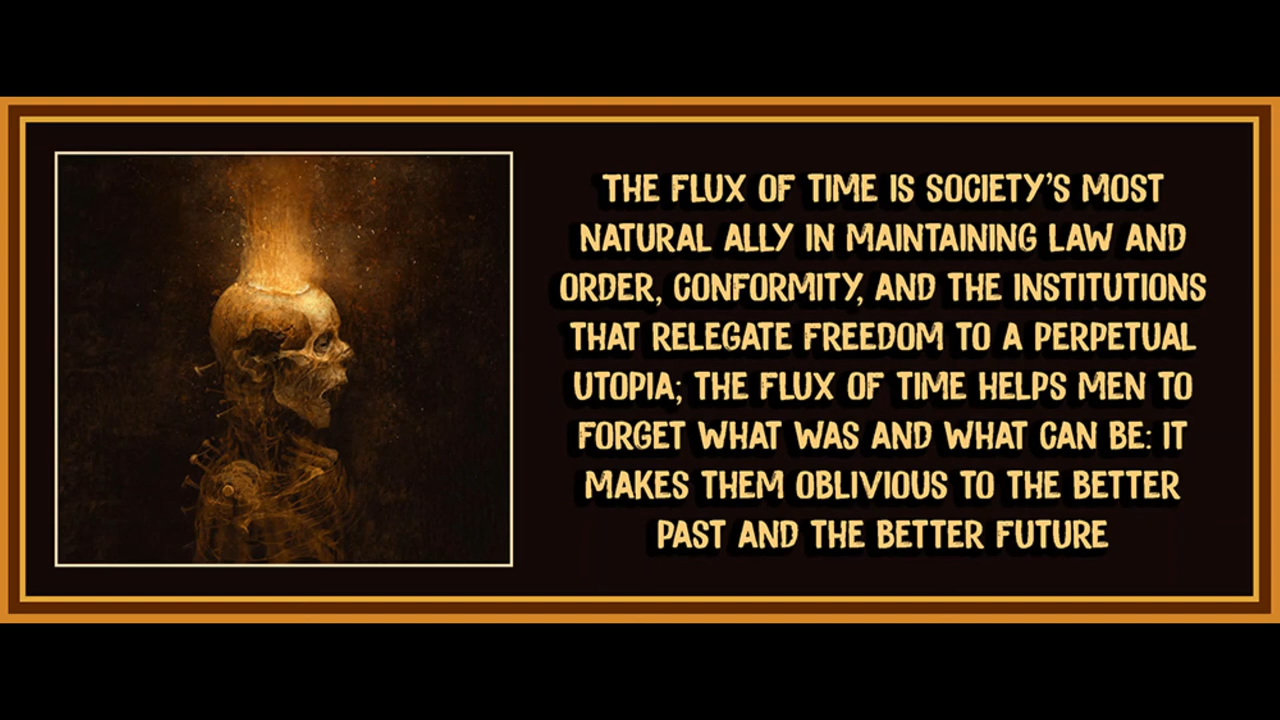 THE FLUX OF TIME IS SOCIETY'S MOST
NATURAL ALLY IN MAINTAINING LAW AND
ORDER, CONFORMITY, AND THE INSTITUTIONS
THAT RELEGATE FREEDOM TO A PERPETUAL
UTOPIA; THE FLUX OF TIME HELPS MEN TO
FORGET WHAT WAS AND WHAT CAN BE: IT
MAKES THEM OBLIVIOUS TO THE BETTER
PAST AND THE BETTER FUTURE